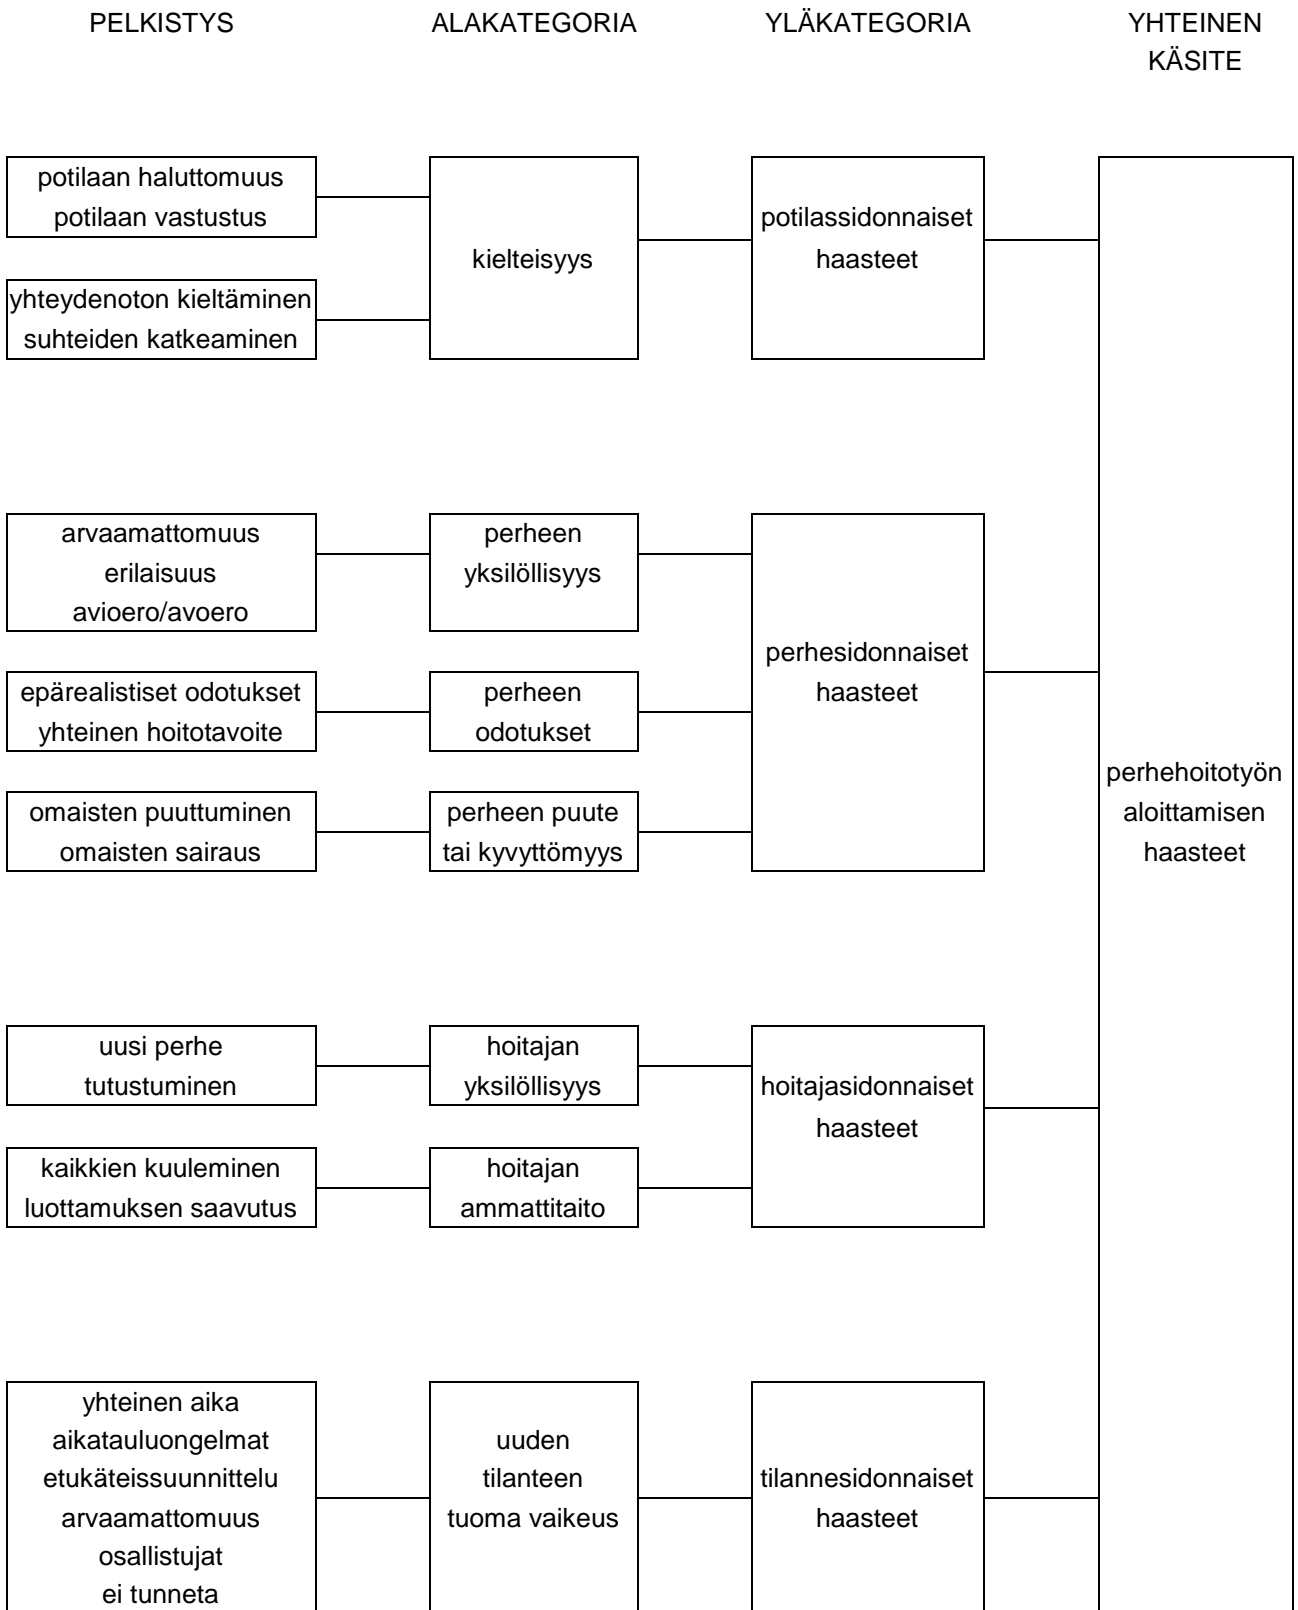 PELKISTYS
ALAKATEGORIA
YLÄKATEGORIA
YHTEINEN
KÄSITE
potilaan haluttomuus
potilaan vastustus
yhteydenoton kieltäminen
suhteiden katkeaminen
kielteisyys
potilassidonnaiset
haasteet
arvaamattomuus
erilaisuus
avioero/avoero
perheen
yksilöllisyys
epärealistiset odotukset
yhteinen hoitotavoite
perheen
odotukset
omaisten puuttuminen
omaisten sairaus
perheen puute
tai kyvyttömyys
perhesidonnaiset
haasteet
perhehoitotyön
aloittamisen
haasteet
uusi perhe
tutustuminen
hoitajan
yksilöllisyys
kaikkien kuuleminen
luottamuksen saavutus
hoitajan
ammattitaito
hoitajasidonnaiset
haasteet
yhteinen aika
aikatauluongelmat
etukäteissuunnittelu
arvaamattomuus
osallistujat
ei tunneta
uuden
tilanteen
tuoma vaikeus
tilannesidonnaiset
haasteet